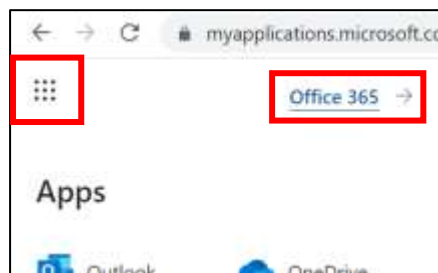 myapplications.microsoft.co
Office 365 →
Apps
Outlook OneDrive